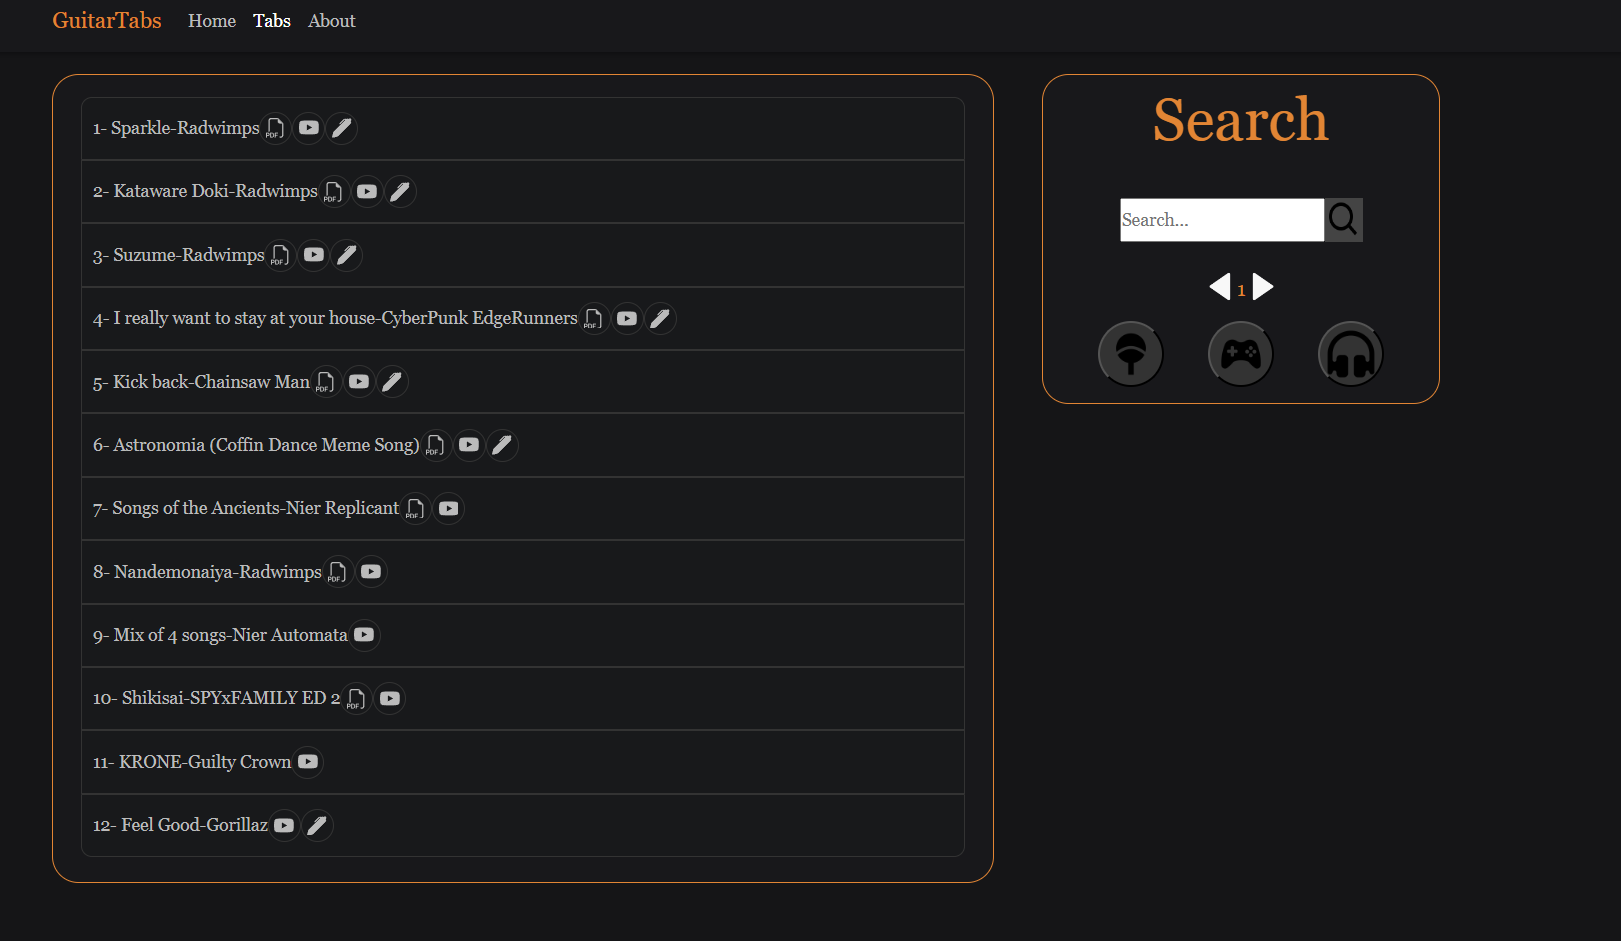 GuitarTabs Home Tabs About
1- Sparkle-Radwimps PDF
2- Kataware Doki-Radwimps PDF
3- Suzume-Radwimps PDF
4- I really want to stay at your house-CyberPunk EdgeRunners PDF
5- Kick back-Chainsaw Man PDF
6- Astronomia (Coffin Dance Meme Song) PDF
7- Songs of the Ancients-Nier Replicant PDF
8- Nandemonaiya-Radwimps PDF
9- Mix of 4 songs-Nier Automata
10- Shikisai-SPYxFAMILY ED 2 PDF
11- KRONE-Guilty Crown
12- Feel Good-Gorillaz
Search
Search...
1